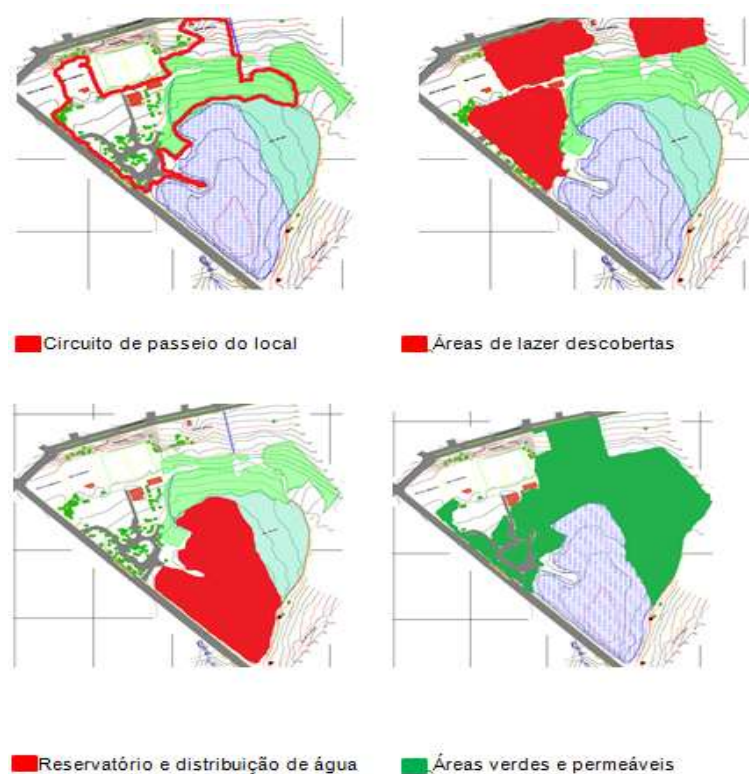 Circuito de passeio do local
Áreas de lazer descobertas
Reservatório e distribuição de água
Áreas verdes e permeáveis